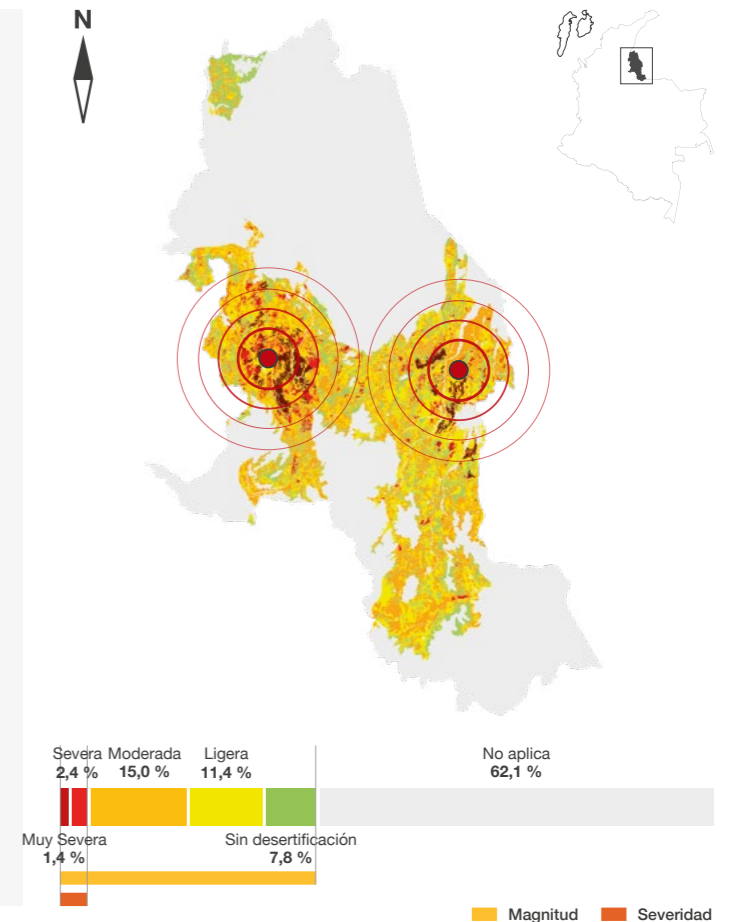 N
Severa Moderada Ligera No aplica
2,4 % 15,0 % 11,4 % 62,1 %
Muy Severa Sin desertificación
1,4 % 7,8 %
Magnitud Severidad